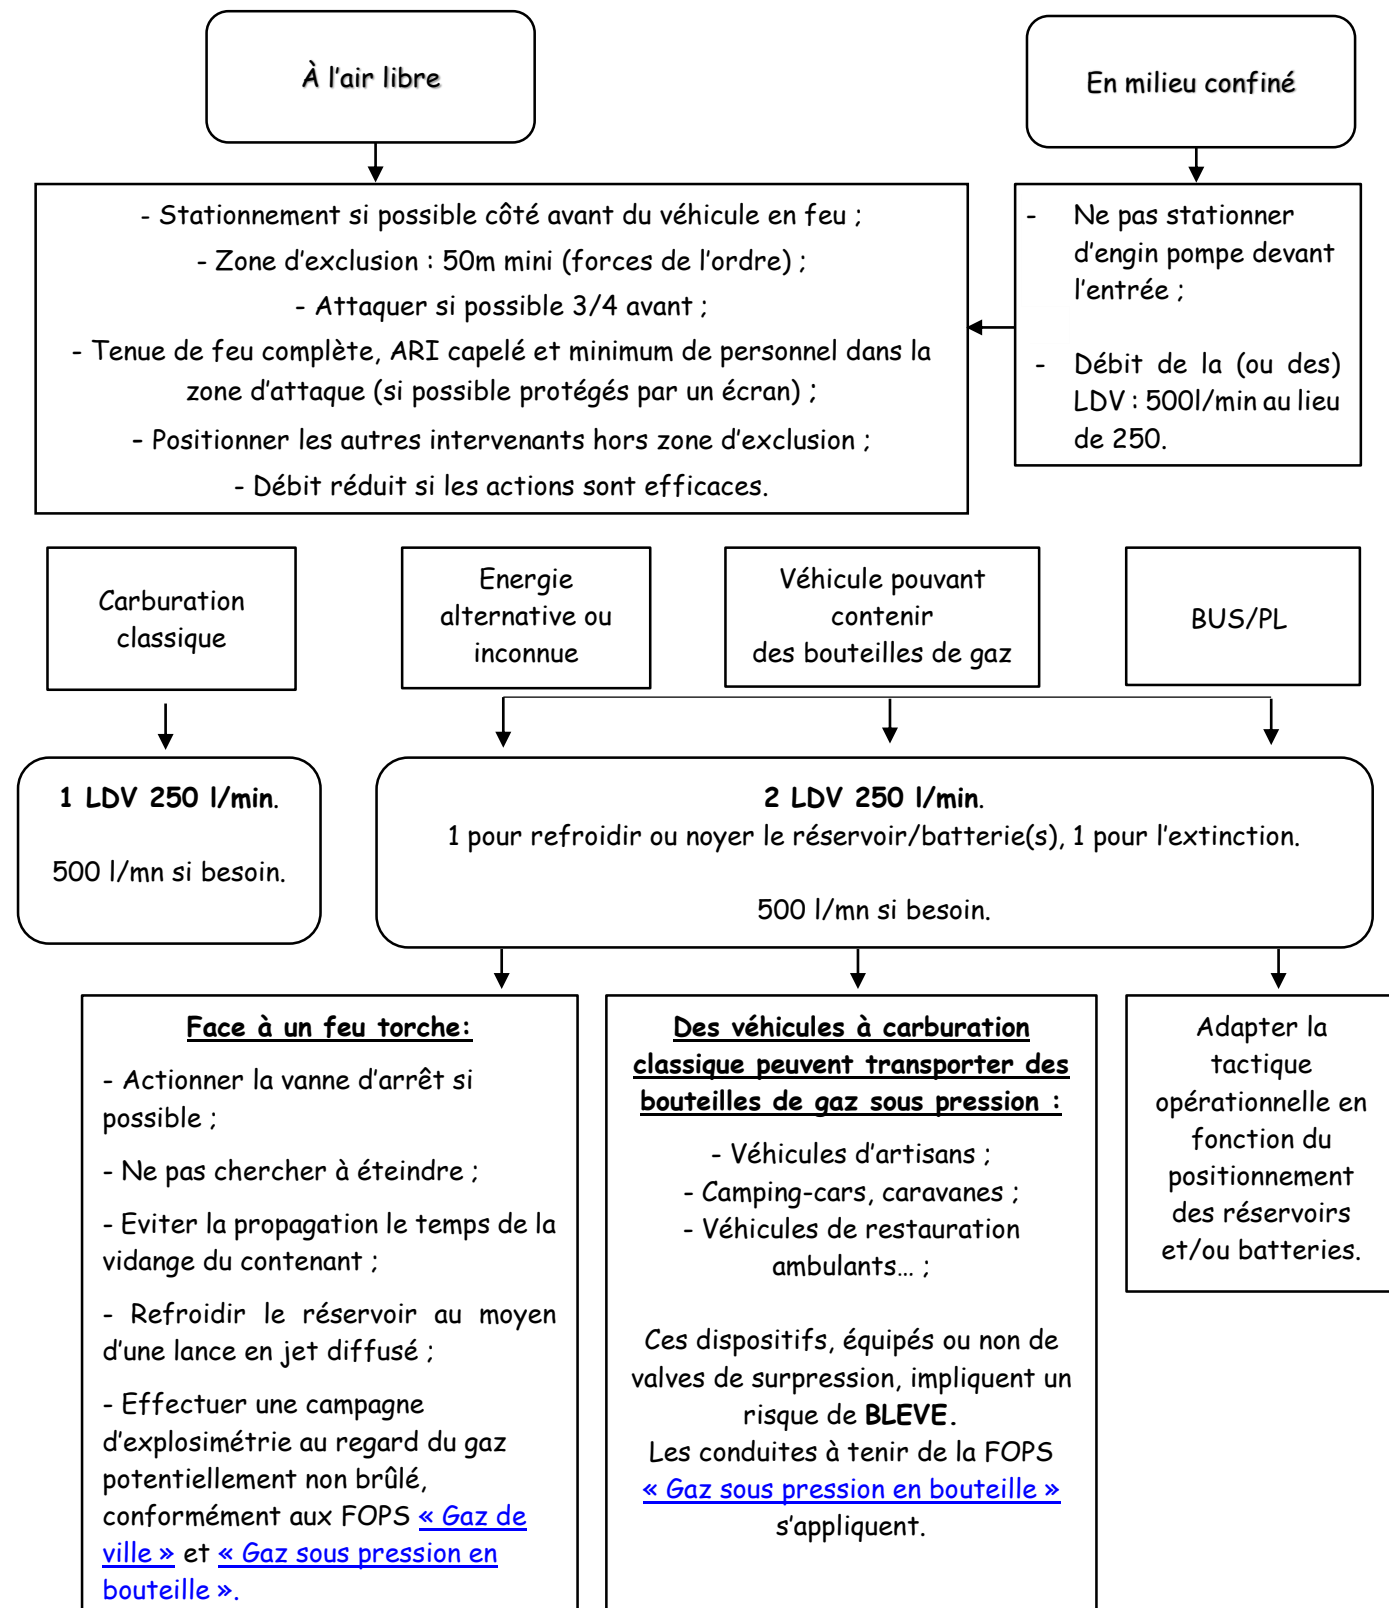 À l'air libre
En milieu confiné
- Stationnement si possible côté avant du véhicule en feu ;
- Zone d'exclusion : 50m mini (forces de l'ordre) ;
- Attaquer si possible 3/4 avant ;
- Tenue de feu complète, ARI capelé et minimum de personnel dans la
zone d'attaque (si possible protégés par un écran) ;
- Positionner les autres intervenants hors zone d'exclusion ;
- Débit réduit si les actions sont efficaces.
- Ne pas stationner
d'engin pompe devant
l'entrée ;
- Débit de la (ou des)
LDV : 500l/min au lieu
de 250.
Carburation
classique
Energie
alternative ou
inconnue
Véhicule pouvant
contenir
des bouteilles de gaz
BUS/PL
1 LDV 250 l/min.
500 l/mn si besoin.
2 LDV 250 l/min.
1 pour refroidir ou noyer le réservoir/batterie(s), 1 pour l'extinction.
500 l/mn si besoin.
Face à un feu torche:
- Actionner la vanne d'arrêt si
possible ;
- Ne pas chercher à éteindre ;
- Eviter la propagation le temps de la
vidange du contenant ;
- Refroidir le réservoir au moyen
d'une lance en jet diffusé ;
- Effectuer une campagne
d'explosimétrie au regard du gaz
potentiellement non brûlé,
conformément aux FOPS « Gaz de
ville » et « Gaz sous pression en
bouteille ».
Des véhicules à carburation
classique peuvent transporter des
bouteilles de gaz sous pression :
- Véhicules d'artisans ;
- Camping-cars, caravanes ;
- Véhicules de restauration
ambulants… ;
Ces dispositifs, équipés ou non de
valves de surpression, impliquent un
risque de BLEVE.
Les conduites à tenir de la FOPS
« Gaz sous pression en bouteille »
s'appliquent.
Adapter la
tactique
opérationnelle en
fonction du
positionnement
des réservoirs
et/ou batteries.